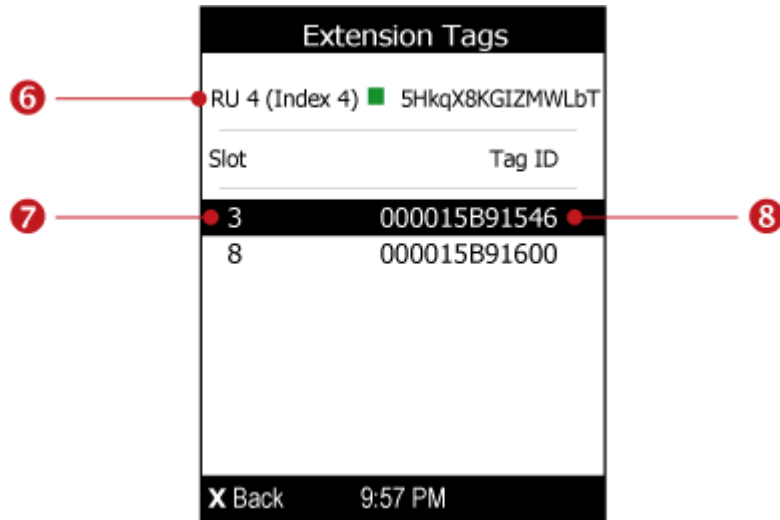 Extension Tags
6 RU 4 (Index 4) 5HkqX8KGIZMWLbT
Slot Tag ID
7 3 000015B91546 8
8 000015B91600
X Back 9:57 PM